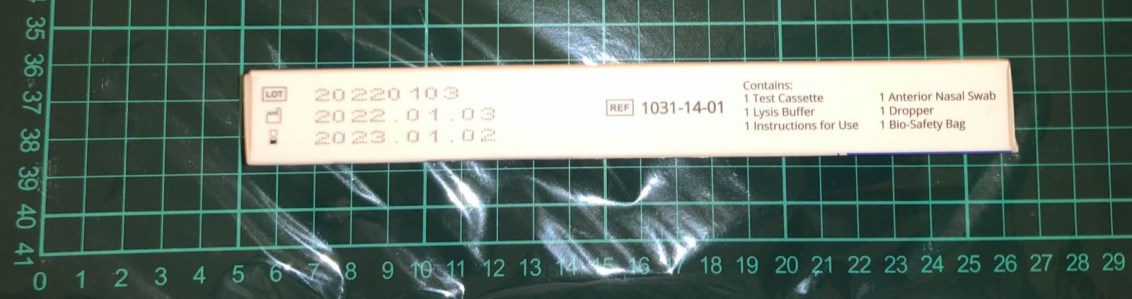 LOT 20220103
2022.01.03
2023.01.02
REF 1031-14-01
Contains:
1 Test Cassette
1 Lysis Buffer
1 Instructions for Use
1 Anterior Nasal Swab
1 Dropper
1 Bio-Safety Bag
35
36
37
38
39
40
41
0 1 2 3 4 5 6 7 8 9 10 11 12 13 14 15 16 17 18 19 20 21 22 23 24 25 26 27 28 29